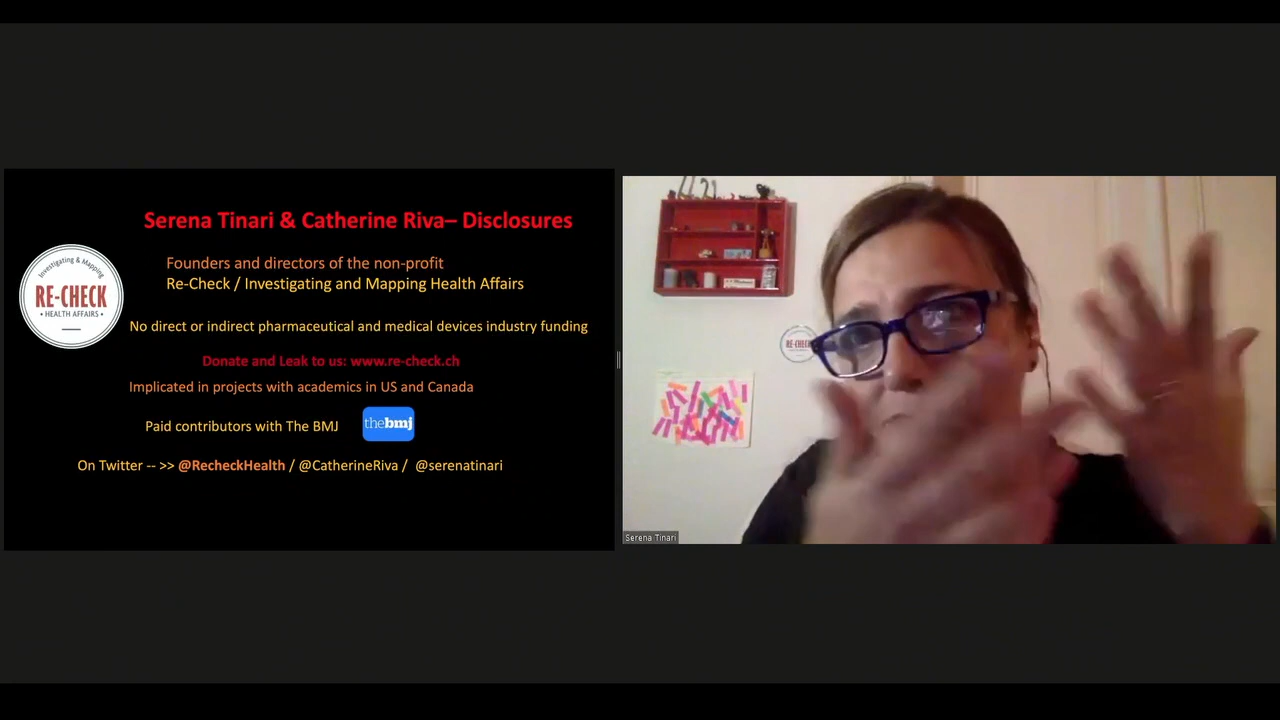 Serena Tinari & Catherine Riva– Disclosures
Founders and directors of the non-profit
Re-Check / Investigating and Mapping Health Affairs
Investigating & Mapping
RE-CHECK
• HEALTH AFFAIRS •
No direct or indirect pharmaceutical and medical devices industry funding
Donate and Leak to us: www.re-check.ch
Implicated in projects with academics in US and Canada
Paid contributors with The BMJ
thebmj
On Twitter -- >> @RecheckHealth / @CatherineRiva / @serenatinari
RE-CHECK
Serena Tinari